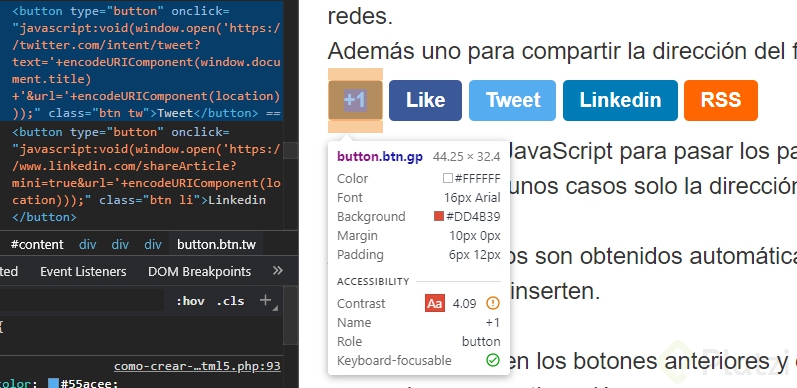 <button type="button" onclick=
"javascript:void(window.open('https:/
/twitter.com/intent/tweet?
text='+encodeURIComponent(window.docu
ment.title)
+'&url='+encodeURIComponent(location)
));" class="btn tw">Tweet</button> ==
<button type="button" onclick=
"javascript:void(window.open('https:/
/www.linkedin.com/shareArticle?
mini=true&url='+encodeURIComponent(lo
cation)));" class="btn li">Linkedin
</button>
#content div div div button.btn.tw
ted Event Listeners DOM Breakpoints »
:hov .cls +
{
como-crear-…tml5.php:93
color: #55acee;
redes.
Además uno para compartir la dirección del f
+1 Like Tweet Linkedin RSS
button.btn.gp 44.25 × 32.4
Color #FFFFFF
Font 16px Arial
Background #DD4B39
Margin 10px 0px
Padding 6px 12px
ACCESSIBILITY
Contrast Aa 4.09
Name +1
Role button
Keyboard-focusable
JavaScript para pasar los pa
unos casos solo la dirección
os son obtenidos automática
inserten.
en los botones anteriores y
Platzi